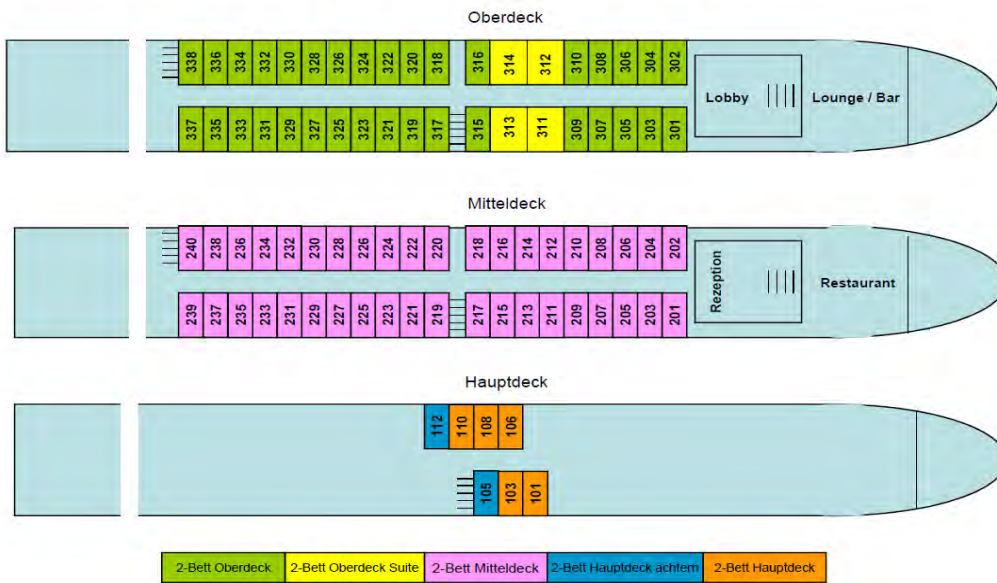 Oberdeck
338 336 334 332 330 328 326 324 322 320 318 316 314 312 310 308 306 304 302
Lobby Lounge / Bar
337 335 333 331 329 327 325 323 321 319 317 315 313 311 309 307 305 303 301
Mitteldeck
240 238 236 234 232 230 228 226 224 222 220 218 216 214 212 210 208 206 204 202
Rezeption Restaurant
239 237 235 233 231 229 227 225 223 221 219 217 215 213 211 209 207 205 203 201
Hauptdeck
112 110 108 106
105 103 101
2-Bett Oberdeck 2-Bett Oberdeck Suite 2-Bett Mitteldeck 2-Bett Hauptdeck achtern 2-Bett Hauptdeck